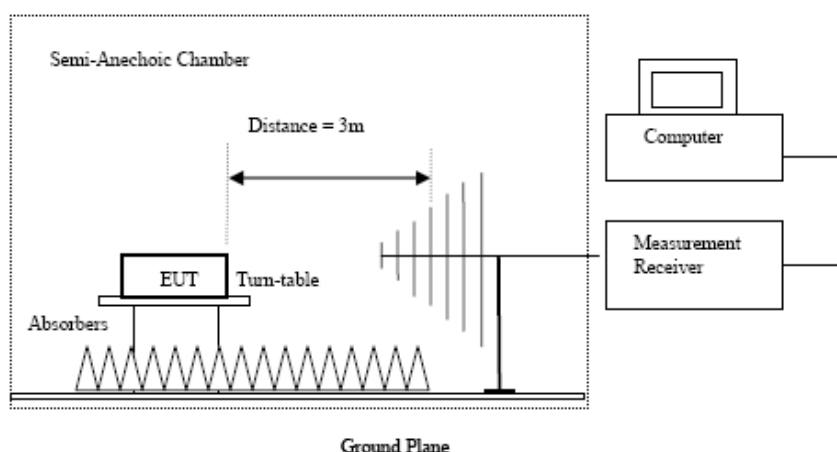 Semi-Anechoic Chamber
Distance = 3m
Computer
Measurement
Receiver
EUT
Turn-table
Absorbers
Ground Plane